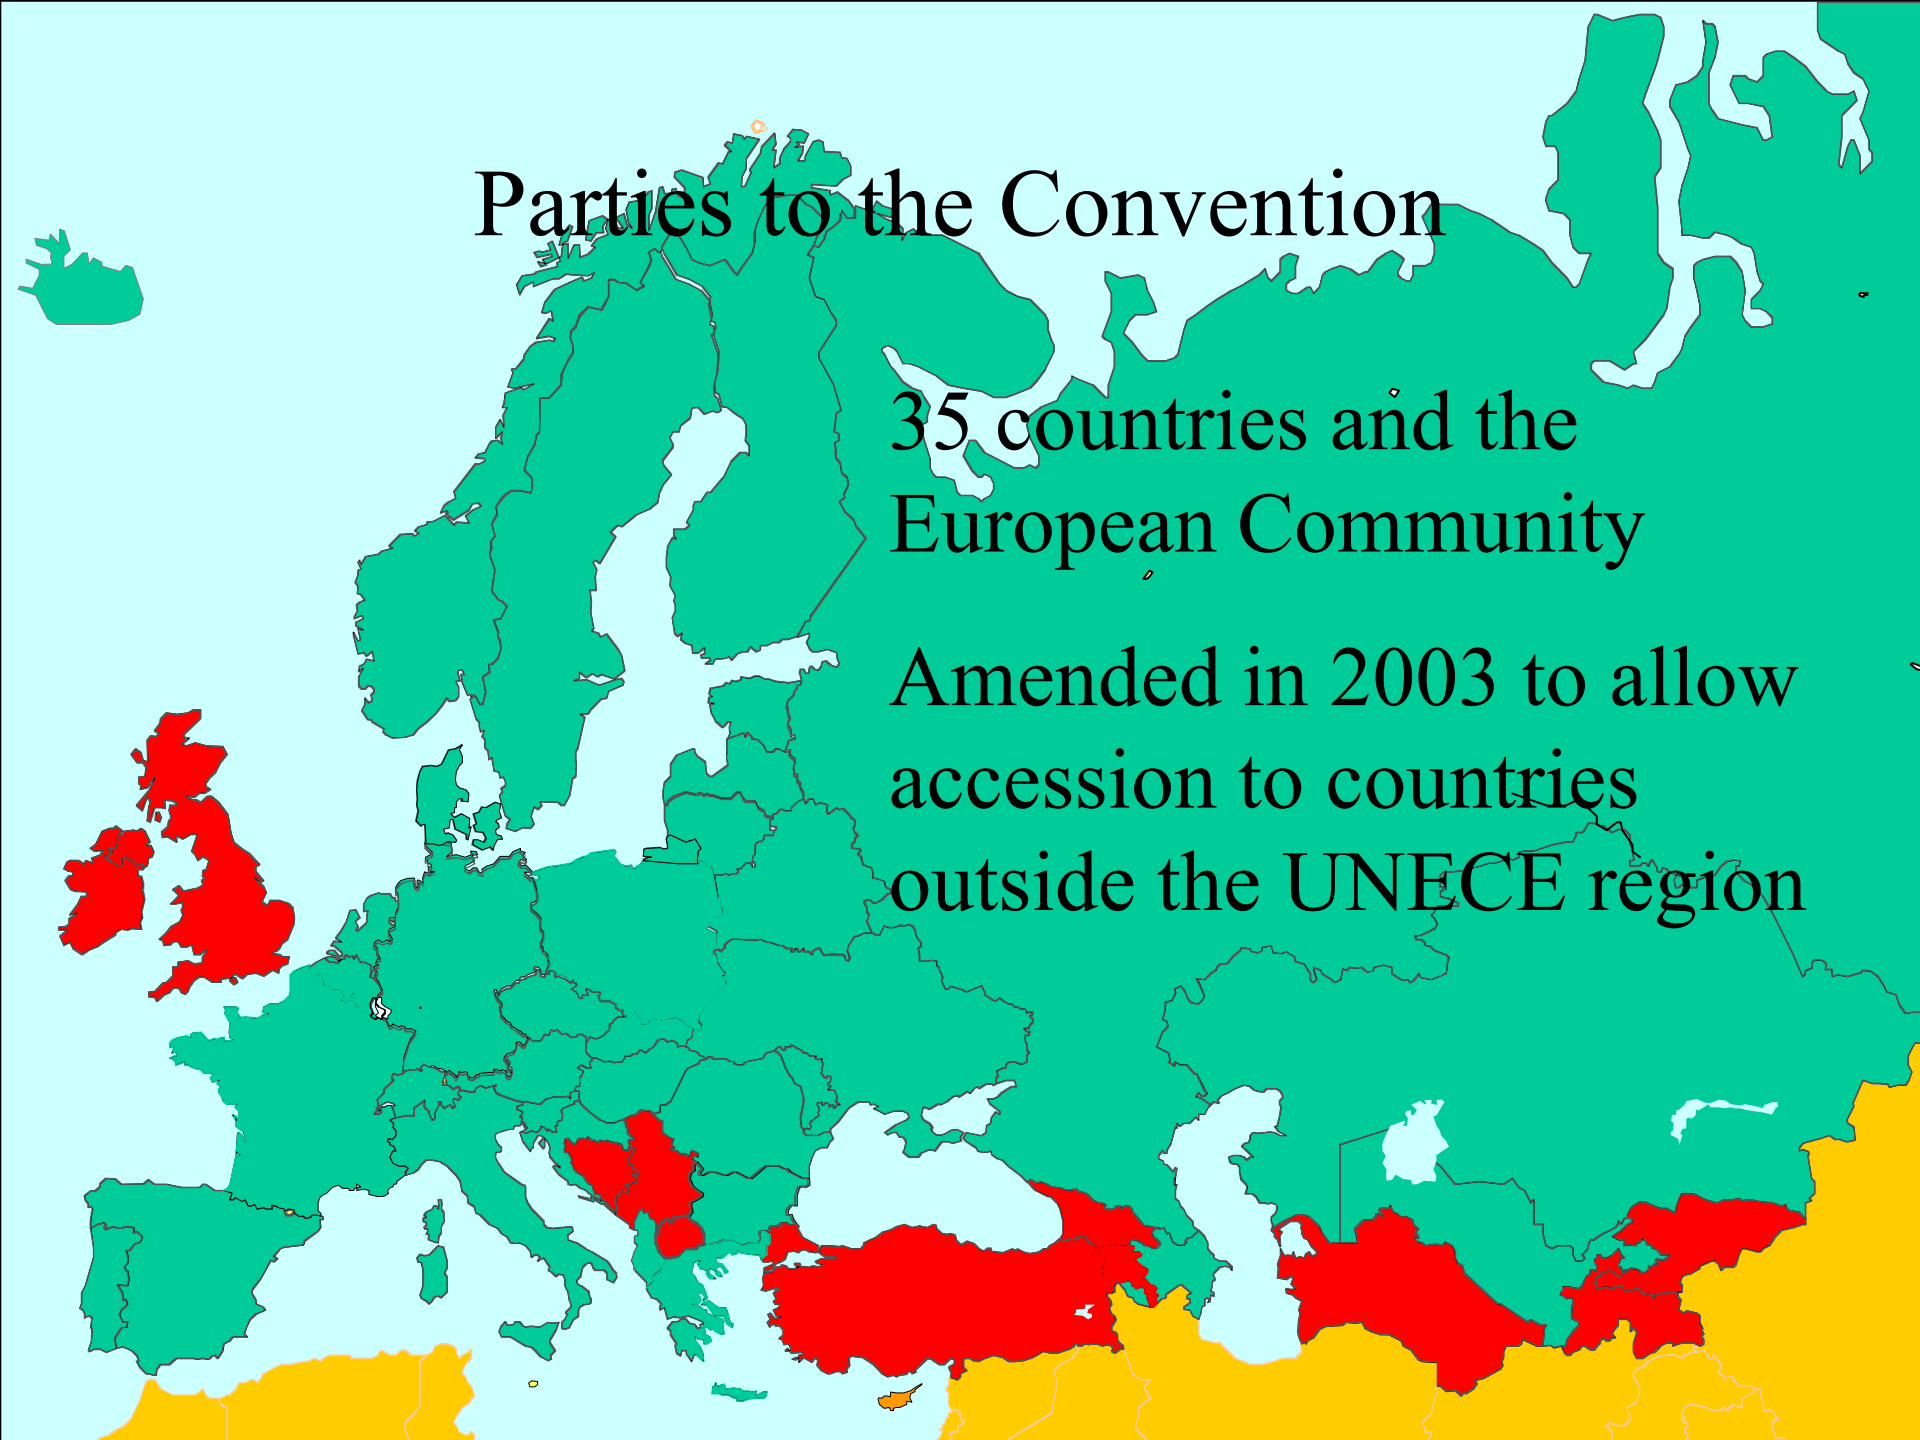 Parties to the Convention
35 countries and the
European Community
Amended in 2003 to allow
accession to countries
outside the UNECE region